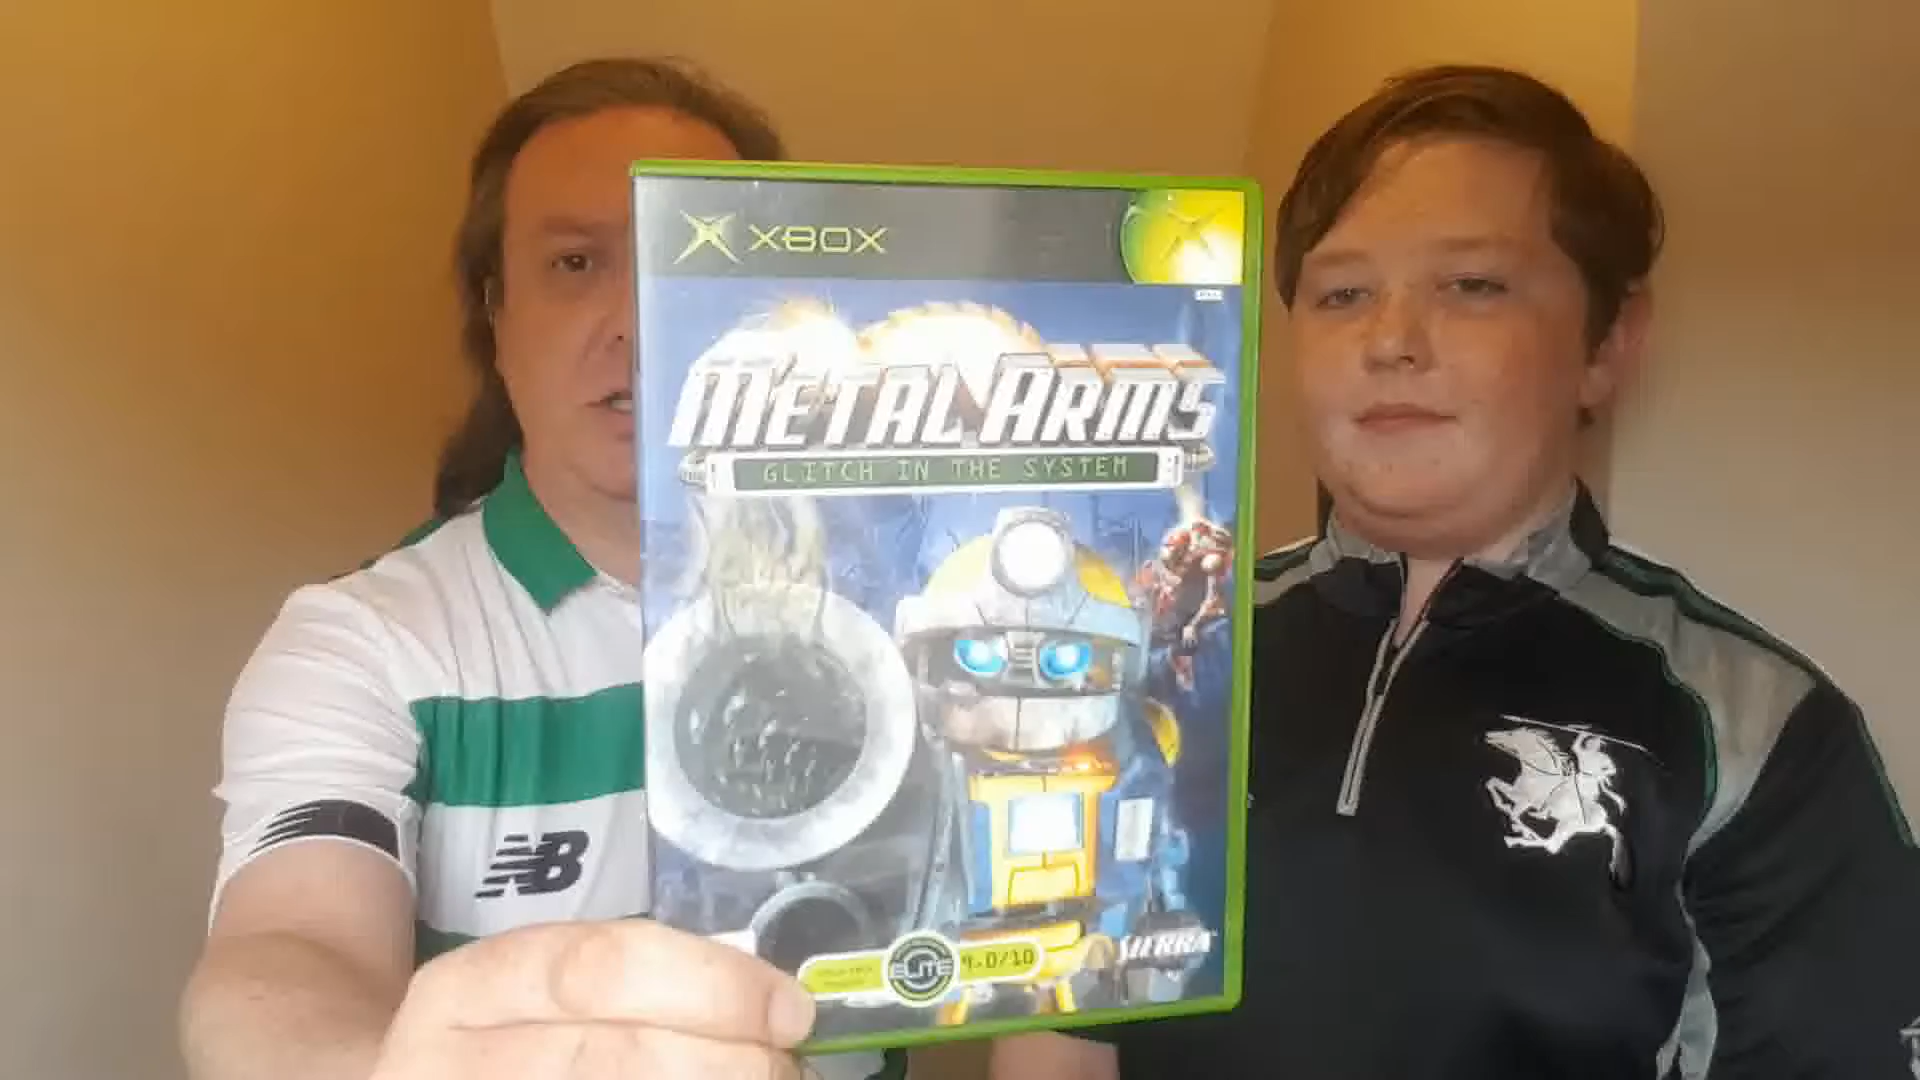 XBOX
METAL ARMS
GLITCH IN THE SYSTEM
NB
ELITE
9.0/10
SIERRA